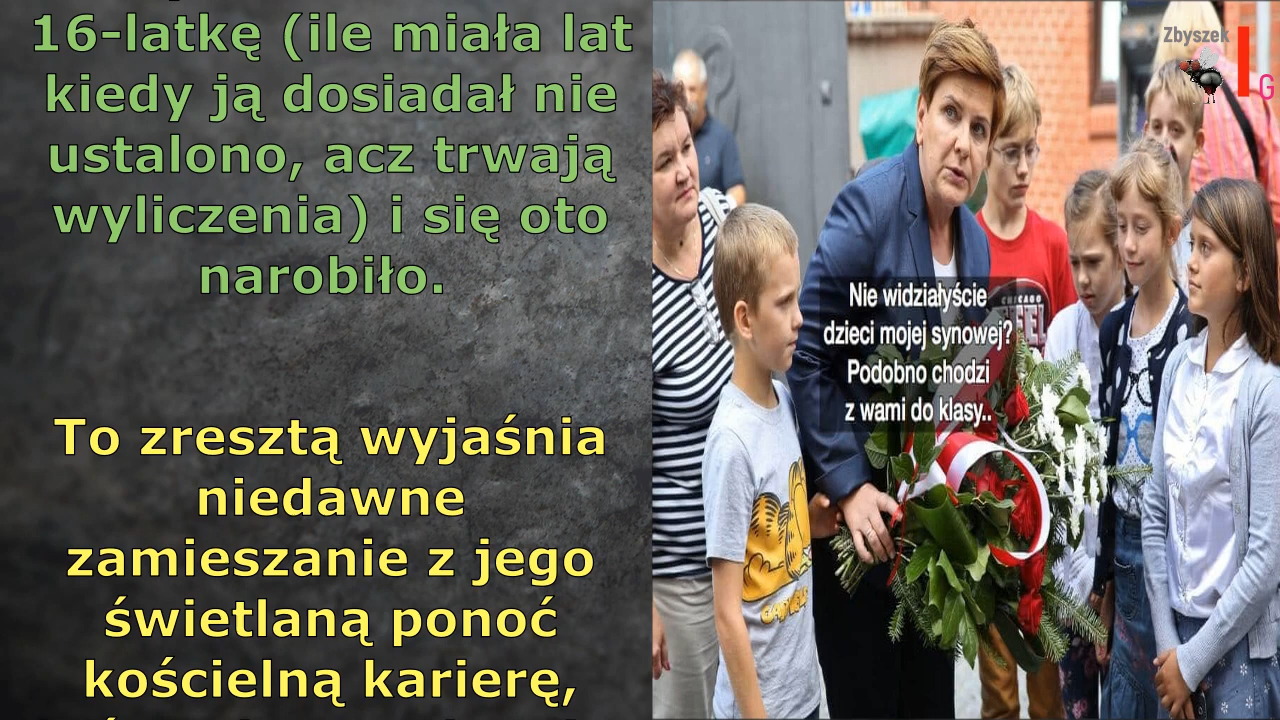 16-latkę (ile miała lat
kiedy ją dosiadał nie
ustalono, acz trwają
wyliczenia) i się oto
narobiło.
To zresztą wyjaśnia
niedawne
zamieszanie z jego
świetlaną ponoć
kościelną karierę,
Nie widziałyście
dzieci mojej synowej?
Podobno chodzi
z wami do klasy..
Zbyszek
I
G
CHICAGO